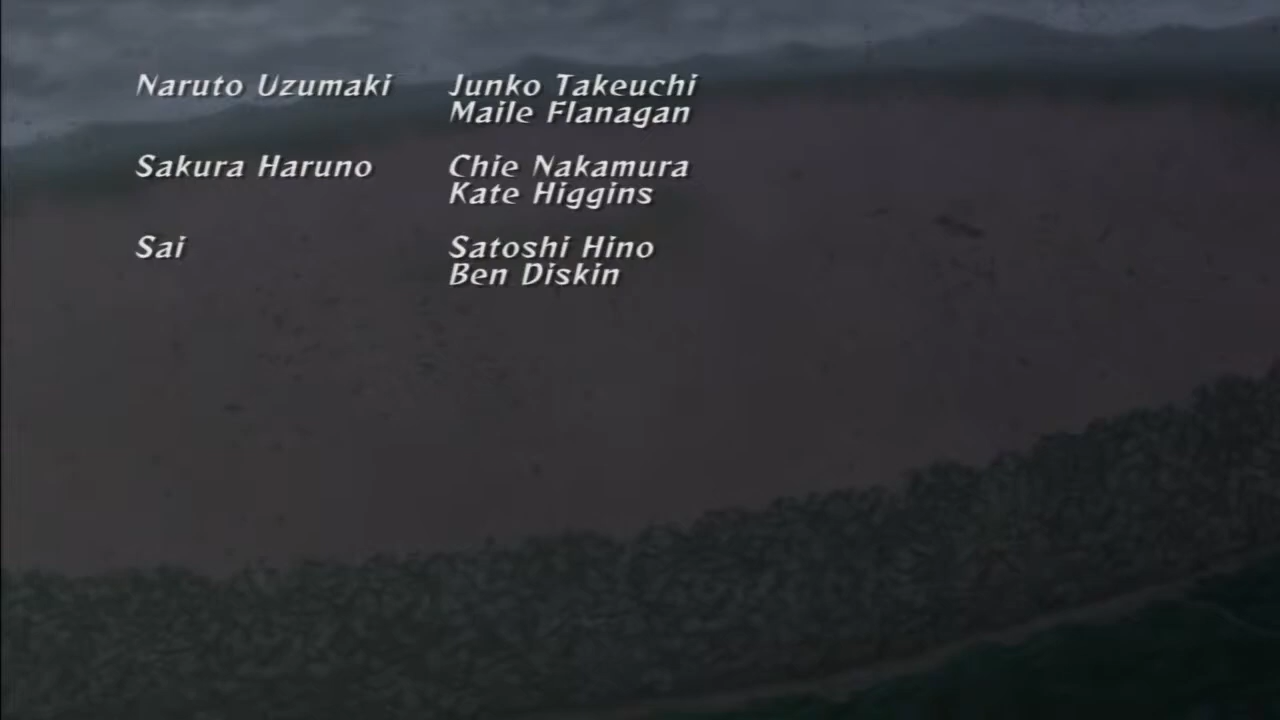 Naruto Uzumaki Junko Takeuchi
Maile Flanagan
Sakura Haruno Chie Nakamura
Kate Higgins
Sai Satoshi Hino
Ben Diskin